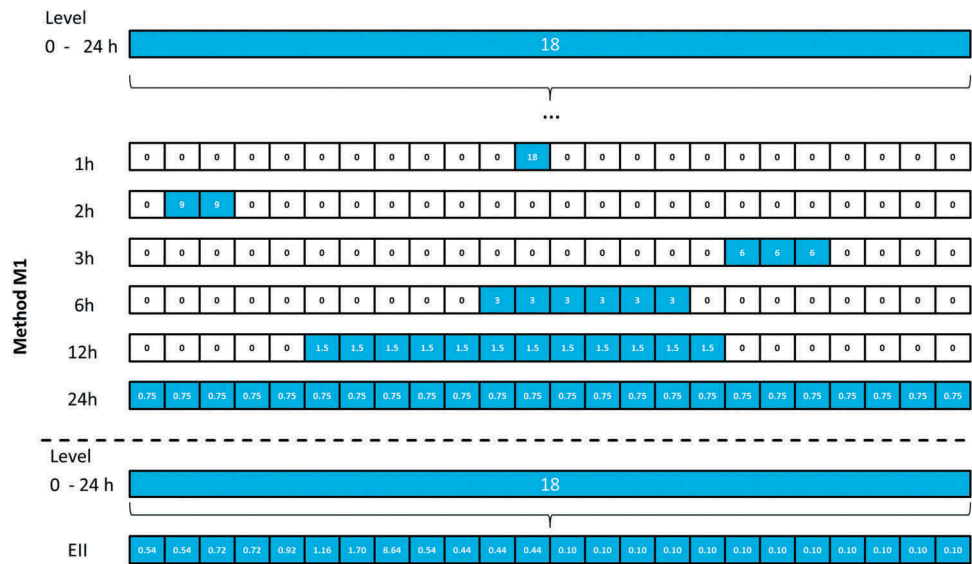 Level
0 - 24 h 18
...
1h 0 0 0 0 0 0 0 0 0 0 0 18 0 0 0 0 0 0 0 0 0 0 0 0
2h 0 9 9 0 0 0 0 0 0 0 0 0 0 0 0 0 0 0 0 0 0 0 0 0
3h 0 0 0 0 0 0 0 0 0 0 0 0 0 0 0 0 0 6 6 6 0 0 0 0
Method M1
6h 0 0 0 0 0 0 0 0 0 0 3 3 3 3 3 3 0 0 0 0 0 0 0 0
12h 0 0 0 0 0 1.5 1.5 1.5 1.5 1.5 1.5 1.5 1.5 1.5 1.5 1.5 1.5 0 0 0 0 0 0 0
24h 0.75 0.75 0.75 0.75 0.75 0.75 0.75 0.75 0.75 0.75 0.75 0.75 0.75 0.75 0.75 0.75 0.75 0.75 0.75 0.75 0.75 0.75 0.75 0.75
Level
0 - 24 h 18
EII 0.54 0.54 0.72 0.72 0.92 1.16 1.70 8.64 0.54 0.44 0.44 0.44 0.10 0.10 0.10 0.10 0.10 0.10 0.10 0.10 0.10 0.10 0.10 0.10